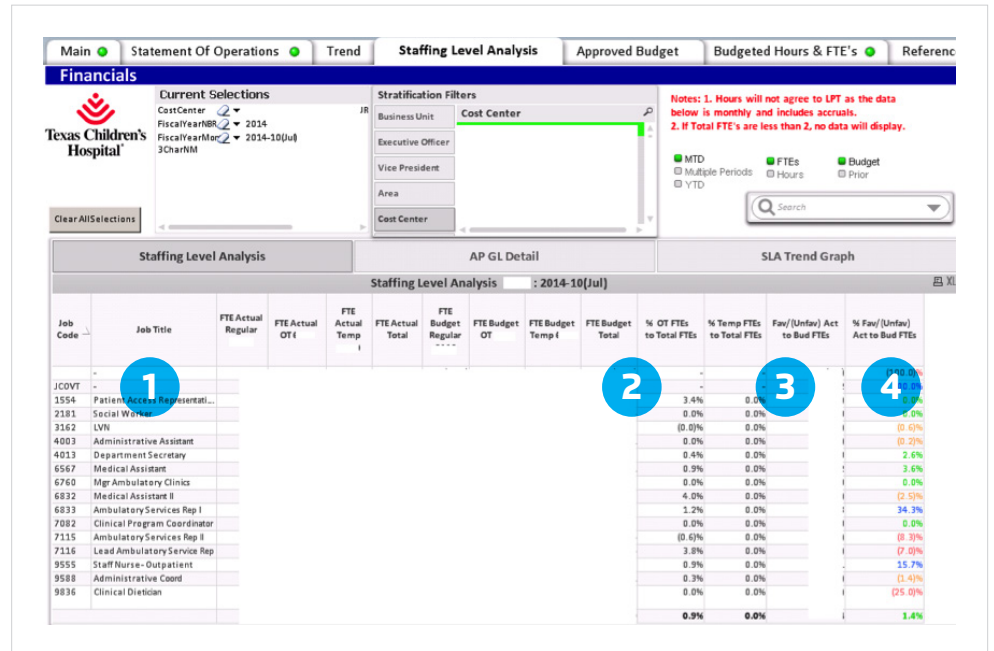 Main Statement Of Operations Trend Staffing Level Analysis Approved Budget Budgeted Hours & FTE's Referenc
Financials
Texas Children's
Hospital
Current Selections
CostCenter JR
FiscalYearNBR 2014
FiscalYearMor 2014-10(Jul)
3CharNM
Clear AllSelections
Stratification Filters
Business Unit
Executive Officer
Vice President
Area
Cost Center
Cost Center
Notes: 1. Hours will not agree to LPT as the data
below is monthly and includes accruals.
2. If Total FTE's are less than 2, no data will display.
MTD FTEs Budget
Multiple Periods Hours Prior
YTD
Search
Staffing Level Analysis AP GL Detail SLA Trend Graph
Staffing Level Analysis : 2014-10(Jul) XL
Job Code Job Title FTE Actual Regular FTE Actual OT FTE Actual Temp FTE Actual Total FTE Budget Regular FTE Budget OT FTE Budget Temp FTE Budget Total % OT FTEs to Total FTEs % Temp FTEs to Total FTEs Fav/(Unfav) Act to Bud FTEs % Fav/(Unfav) Act to Bud FTEs
1 2 3 4
- - - (100.0)%
JCOVT - - -
1554 Patient Access Representati... 3.4% 0.0% 0.0%
2181 Social Worker 0.0% 0.0% 0.0%
3162 LVN (0.0)% 0.0% (0.6)%
4003 Administrative Assistant 0.0% 0.0% (0.2)%
4013 Department Secretary 0.4% 0.0% 2.6%
6567 Medical Assistant 0.9% 0.0% 3.6%
6760 Mgr Ambulatory Clinics 0.0% 0.0% 0.0%
6832 Medical Assistant II 4.0% 0.0% (2.5)%
6833 Ambulatory Services Rep I 1.2% 0.0% 34.3%
7082 Clinical Program Coordinator 0.0% 0.0% 0.0%
7115 Ambulatory Services Rep II (0.6)% 0.0% (8.3)%
7116 Lead Ambulatory Service Rep 3.8% 0.0% (7.0)%
9555 Staff Nurse-Outpatient 0.9% 0.0% 15.7%
9588 Administrative Coord 0.3% 0.0% (1.4)%
9836 Clinical Dietician 0.0% 0.0% (25.0)%
0.9% 0.0% 1.4%